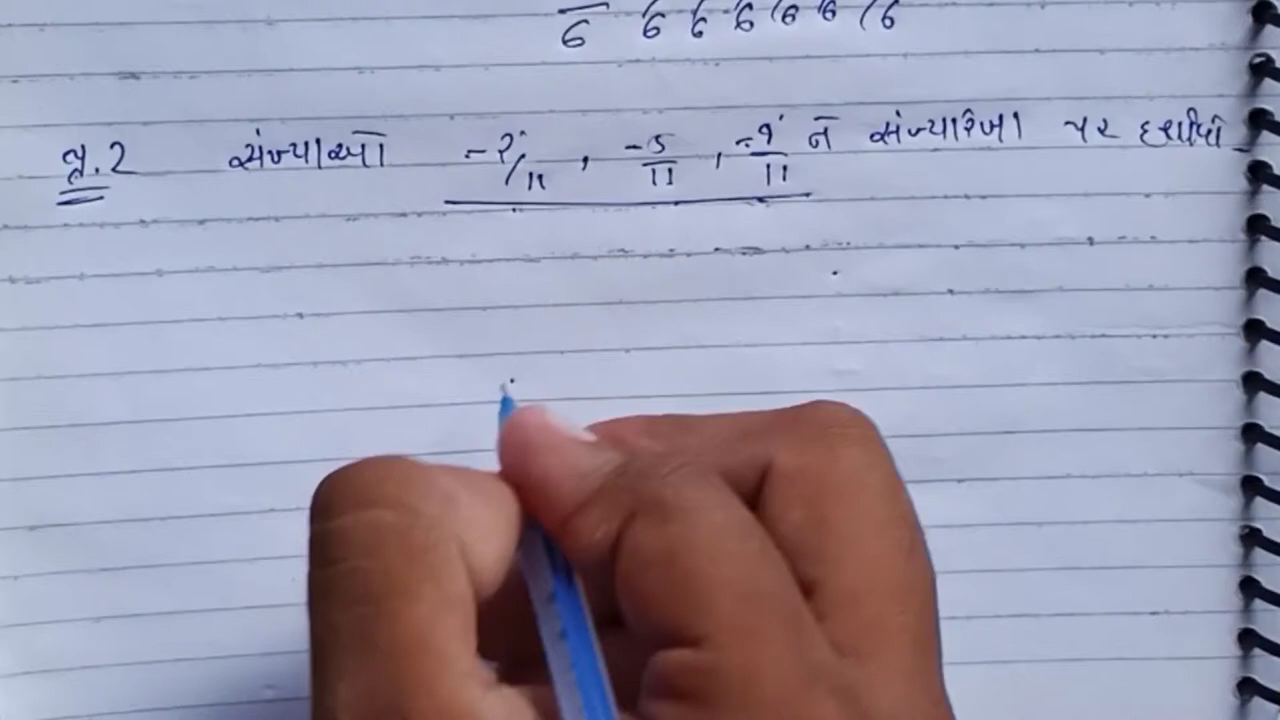 6 6 6 6 6 6 6
પ્ર.2 સંખ્યાઓ -2/11 , -5/11 , -9/11 ને સંખ્યારેખા પર દર્શાવો